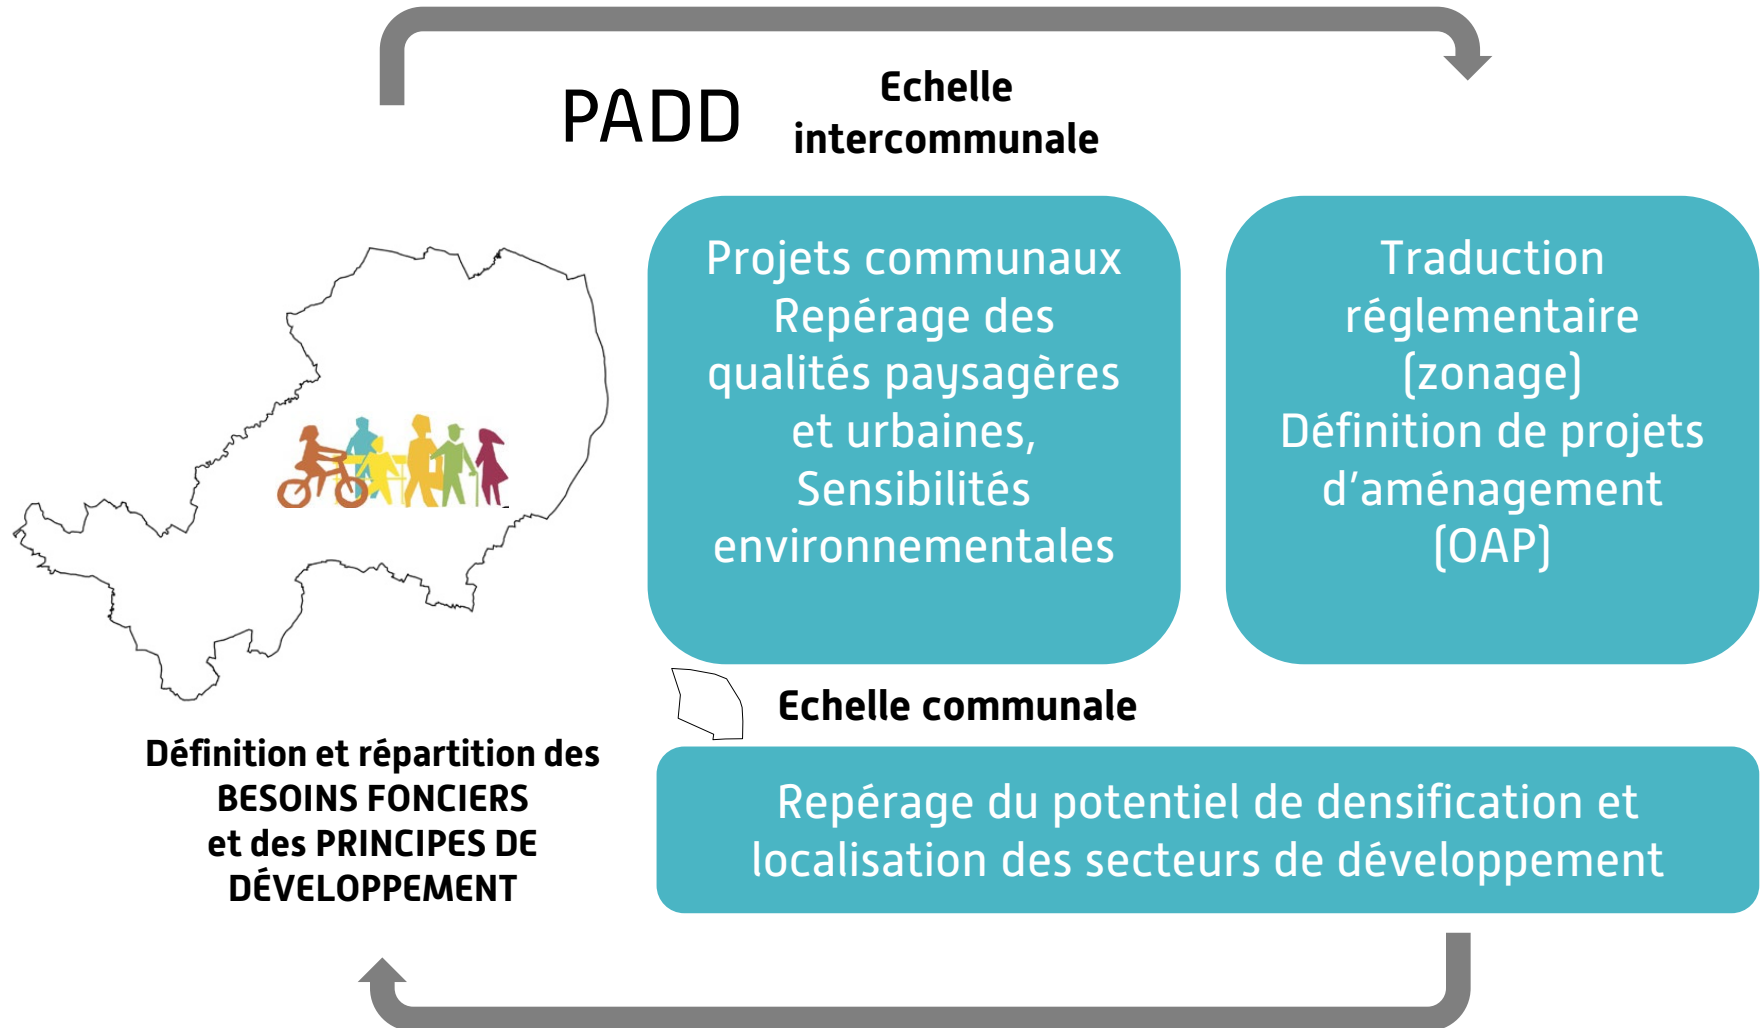 PADD
Echelle
intercommunale
Projets communaux
Repérage des
qualités paysagères
et urbaines,
Sensibilités
environnementales
Traduction
réglementaire
(zonage)
Définition de projets
d’aménagement
(OAP)
Echelle communale
Définition et répartition des
BESOINS FONCIERS
et des PRINCIPES DE
DÉVELOPPEMENT
Repérage du potentiel de densification et
localisation des secteurs de développement